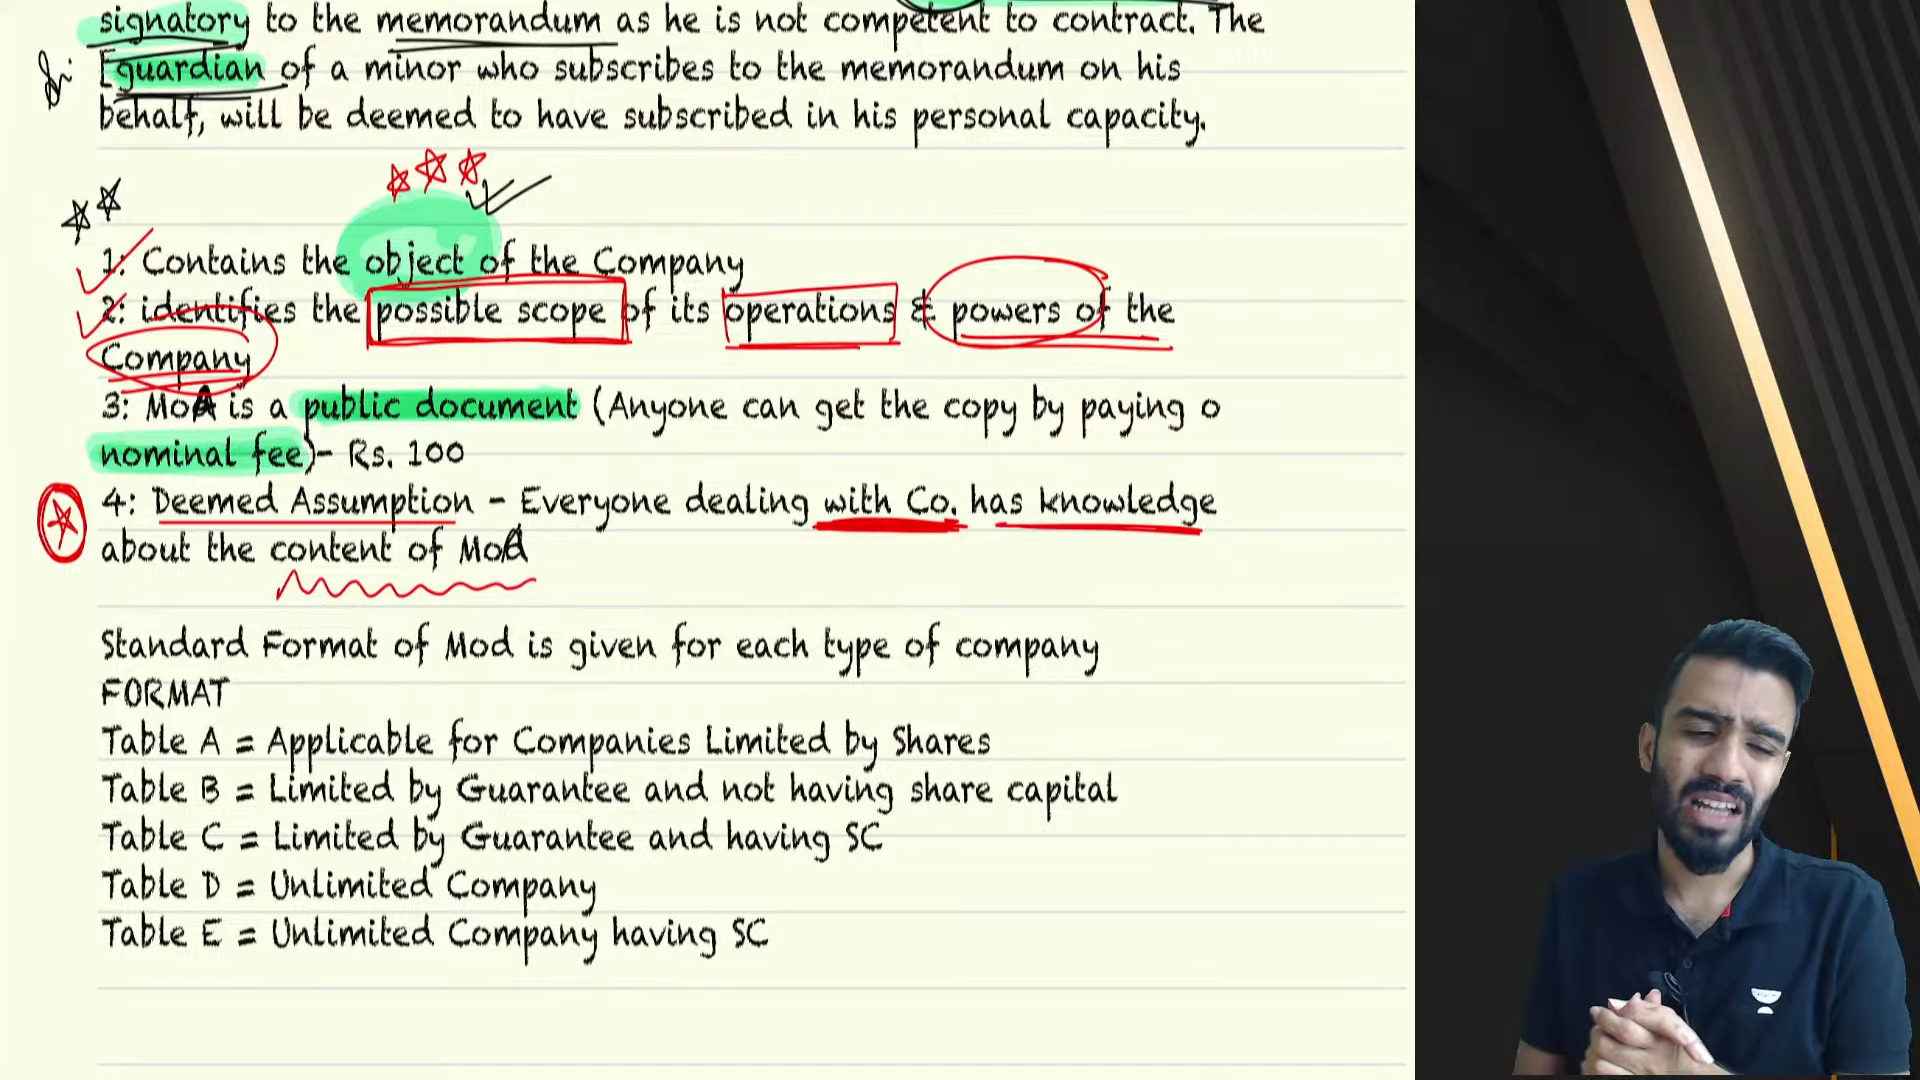 signatory to the memorandum as he is not competent to contract. The
guardian of a minor who subscribes to the memorandum on his
behalf, will be deemed to have subscribed in his personal capacity.
1: Contains the object of the Company
2: identifies the possible scope of its operations & powers of the
Company
3: MoA is a public document (Anyone can get the copy by paying o
nominal fee)- Rs. 100
4: Deemed Assumption - Everyone dealing with Co. has knowledge
about the content of MoA
Standard Format of Mod is given for each type of company
FORMAT
Table A = Applicable for Companies Limited by Shares
Table B = Limited by Guarantee and not having share capital
Table C = Limited by Guarantee and having SC
Table D = Unlimited Company
Table E = Unlimited Company having SC